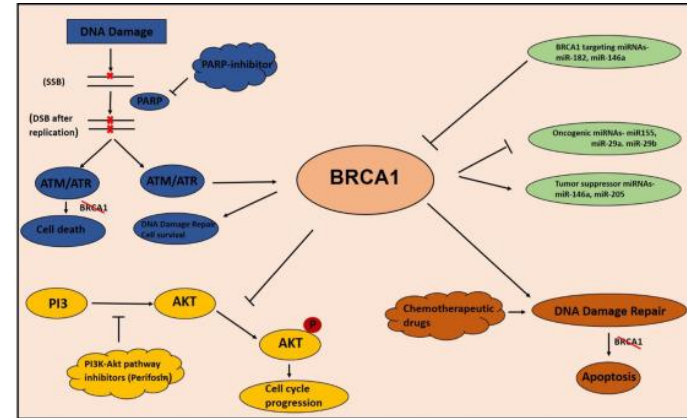 DNA Damage
PARP-inhibitor
(SSB)
PARP
(DSB after
replication)
ATM/ATR
ATM/ATR
BRCA1
Cell death
DNA Damage Repair
Cell survival
BRCA1
BRCA1 targeting miRNAs-
miR-182, miR-146a
Oncogenic miRNAs- miR155,
miR-29a. miR-29b
Tumor suppressor miRNAs-
miR-146a, miR-205
PI3
AKT
P
AKT
PI3K-Akt pathway
inhibitors (Perifosin)
Cell cycle
progression
Chemotherapeutic
drugs
DNA Damage Repair
BRCA1
Apoptosis